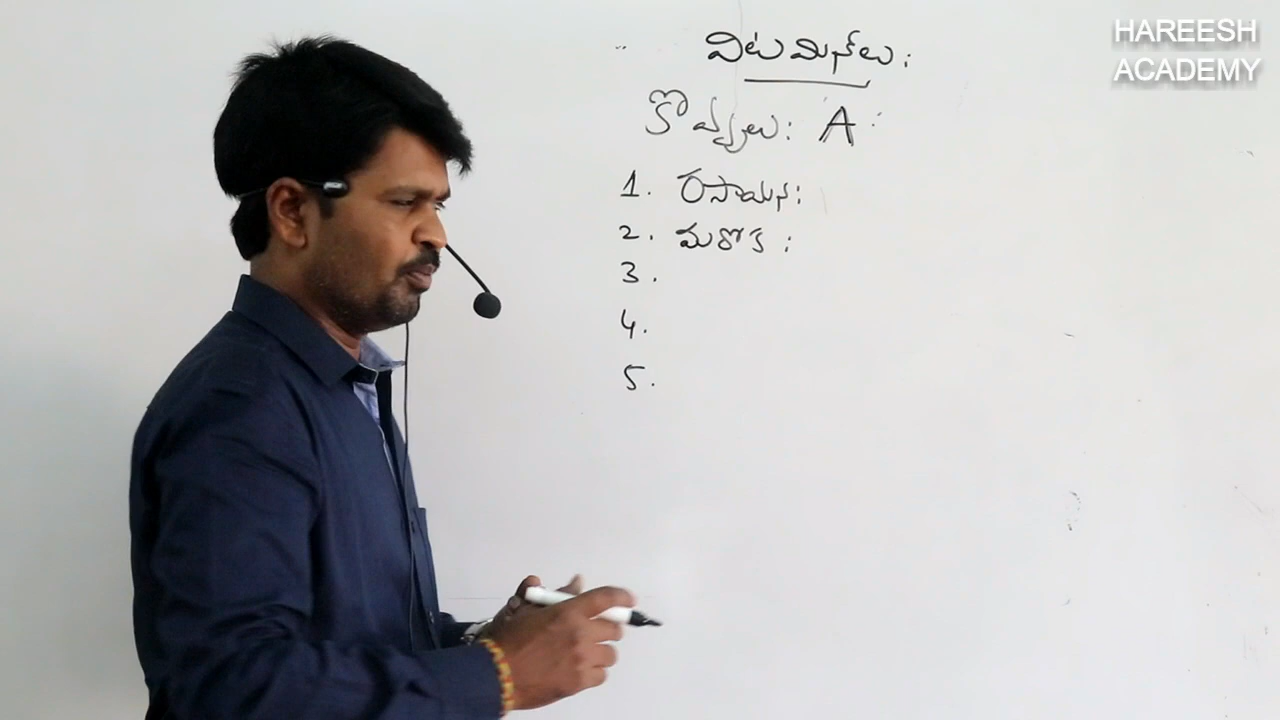 HAREESH
ACADEMY
విటమిన్‌లు:
కొవ్వులు: A:
1. రసాయన:
2. మరొక:
3.
4.
5.